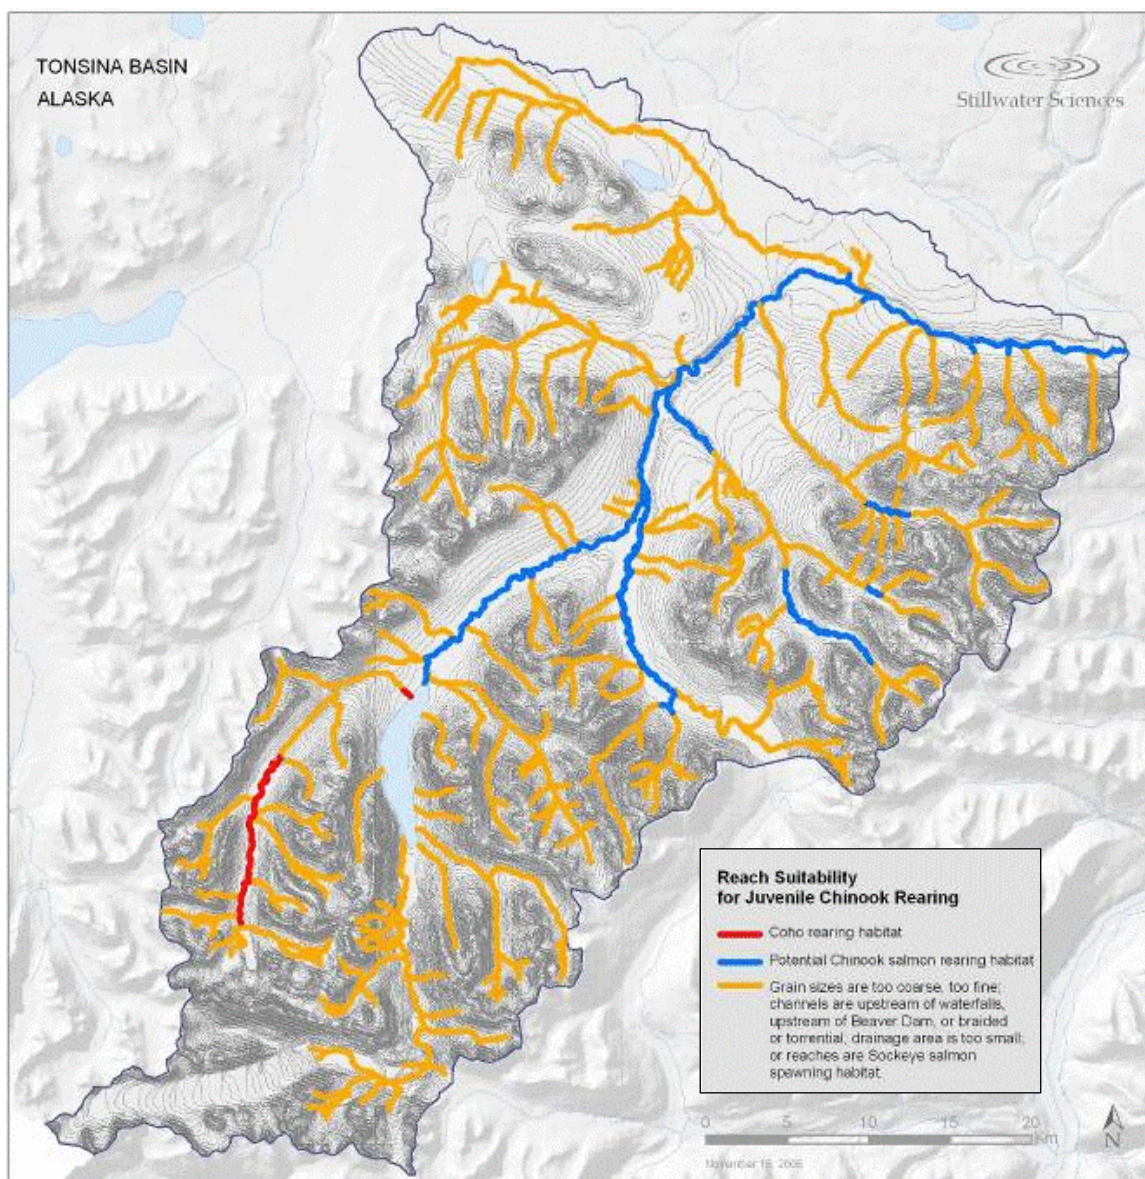 TONSINA BASIN
ALASKA
Stillwater Sciences
Reach Suitability
for Juvenile Chinook Rearing
Coho rearing habitat
Potential Chinook salmon rearing habitat
Grain sizes are too coarse, too fine;
channels are upstream of waterfalls,
upstream of Beaver Dam, or braided
or torrential; drainage area is too small;
or reaches are Sockeye salmon
spawning habitat.
0 5 10 15 20
Km
N
November 16,